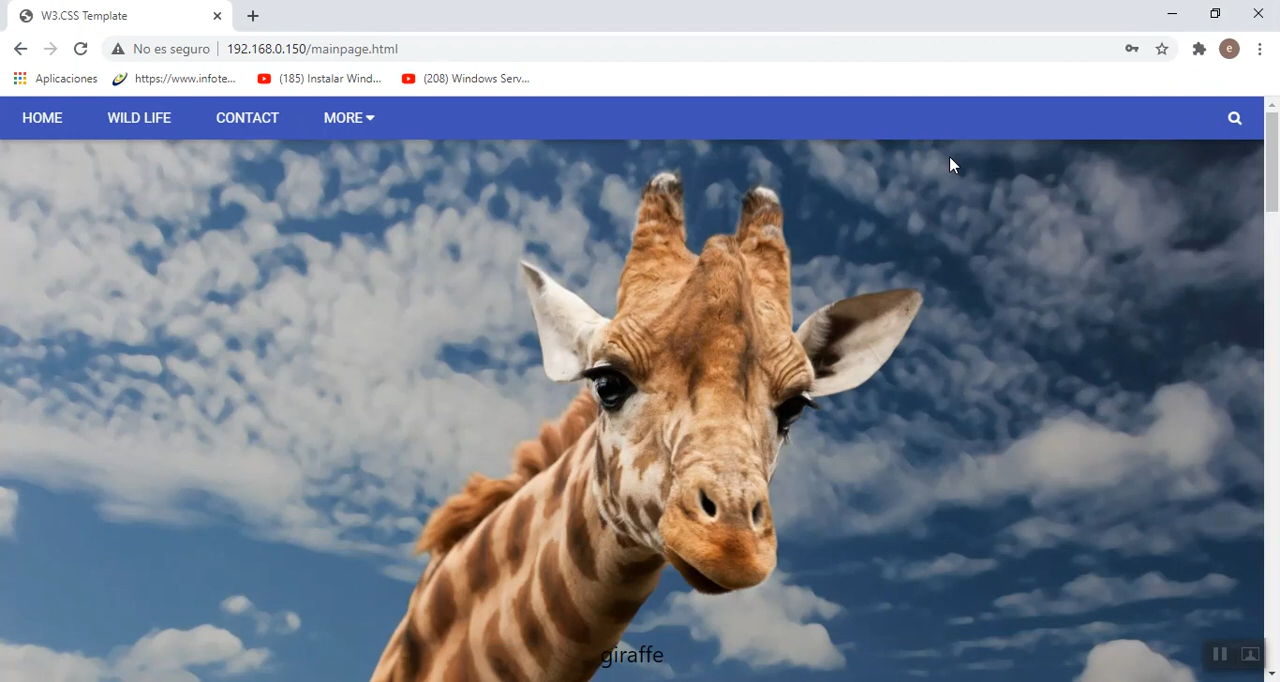 W3.CSS Template
No es seguro 192.168.0.150/mainpage.html
e
Aplicaciones https://www.infote... (185) Instalar Wind... (208) Windows Serv...
HOME WILD LIFE CONTACT MORE
giraffe